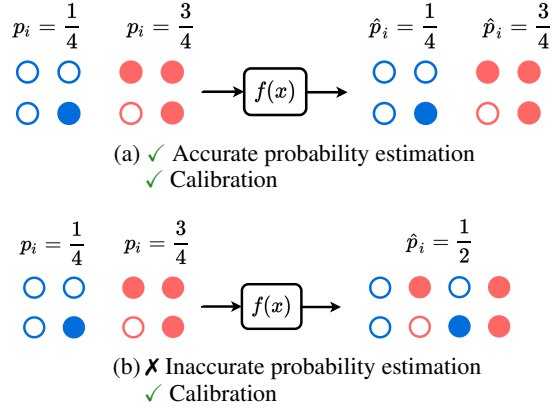 p_i = 1/4 p_i = 3/4 f(x) p̂_i = 1/4 p̂_i = 3/4
(a) ✓ Accurate probability estimation
✓ Calibration
p_i = 1/4 p_i = 3/4 f(x) p̂_i = 1/2
(b) ✗ Inaccurate probability estimation
✓ Calibration